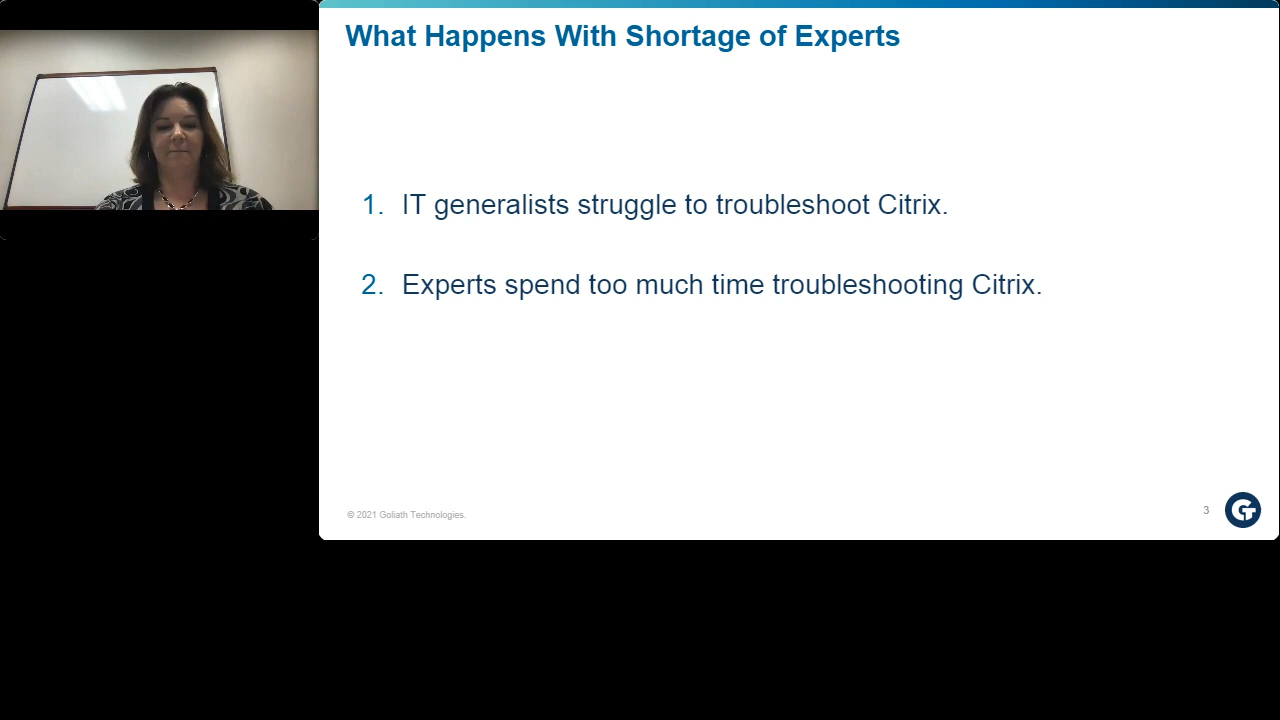 What Happens With Shortage of Experts
1. IT generalists struggle to troubleshoot Citrix.
2. Experts spend too much time troubleshooting Citrix.
© 2021 Goliath Technologies.
3